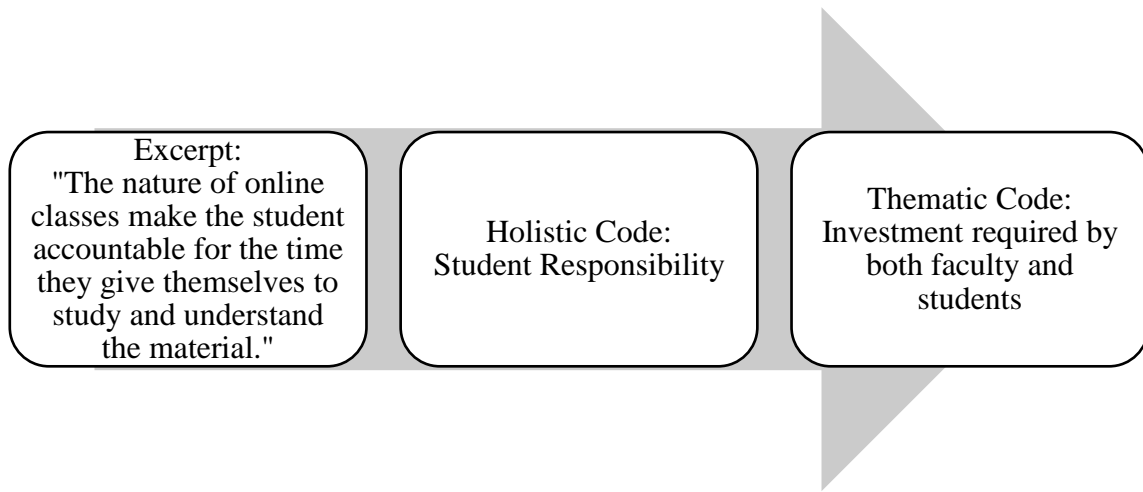 Excerpt:
"The nature of online
classes make the student
accountable for the time
they give themselves to
study and understand
the material."
Holistic Code:
Student Responsibility
Thematic Code:
Investment required by
both faculty and
students